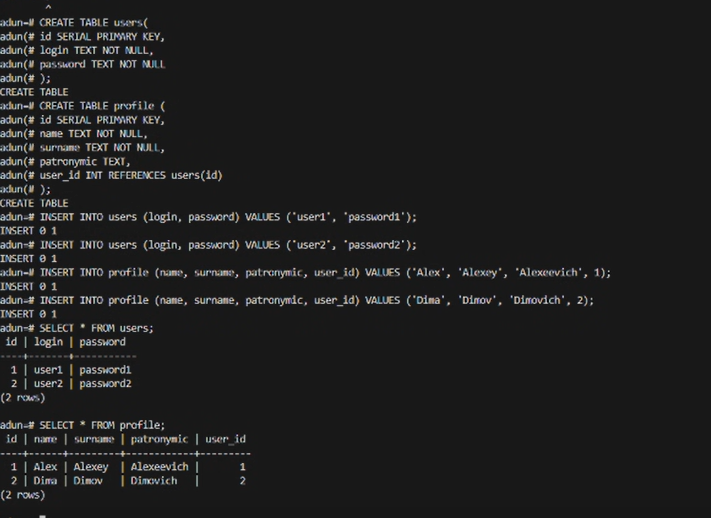 ^
adun=# CREATE TABLE users(
adun(# id SERIAL PRIMARY KEY,
adun(# login TEXT NOT NULL,
adun(# password TEXT NOT NULL
adun(# );
CREATE TABLE
adun=# CREATE TABLE profile (
adun(# id SERIAL PRIMARY KEY,
adun(# name TEXT NOT NULL,
adun(# surname TEXT NOT NULL,
adun(# patronymic TEXT,
adun(# user_id INT REFERENCES users(id)
adun(# );
CREATE TABLE
adun=# INSERT INTO users (login, password) VALUES ('user1', 'password1');
INSERT 0 1
adun=# INSERT INTO users (login, password) VALUES ('user2', 'password2');
INSERT 0 1
adun=# INSERT INTO profile (name, surname, patronymic, user_id) VALUES ('Alex', 'Alexey', 'Alexeevich', 1);
INSERT 0 1
adun=# INSERT INTO profile (name, surname, patronymic, user_id) VALUES ('Dima', 'Dimov', 'Dimovich', 2);
INSERT 0 1
adun=# SELECT * FROM users;
 id | login | password
----+-------+-----------
  1 | user1 | password1
  2 | user2 | password2
(2 rows)
adun=# SELECT * FROM profile;
 id | name | surname | patronymic | user_id
----+------+---------+------------+---------
  1 | Alex | Alexey  | Alexeevich |       1
  2 | Dima | Dimov   | Dimovich   |       2
(2 rows)